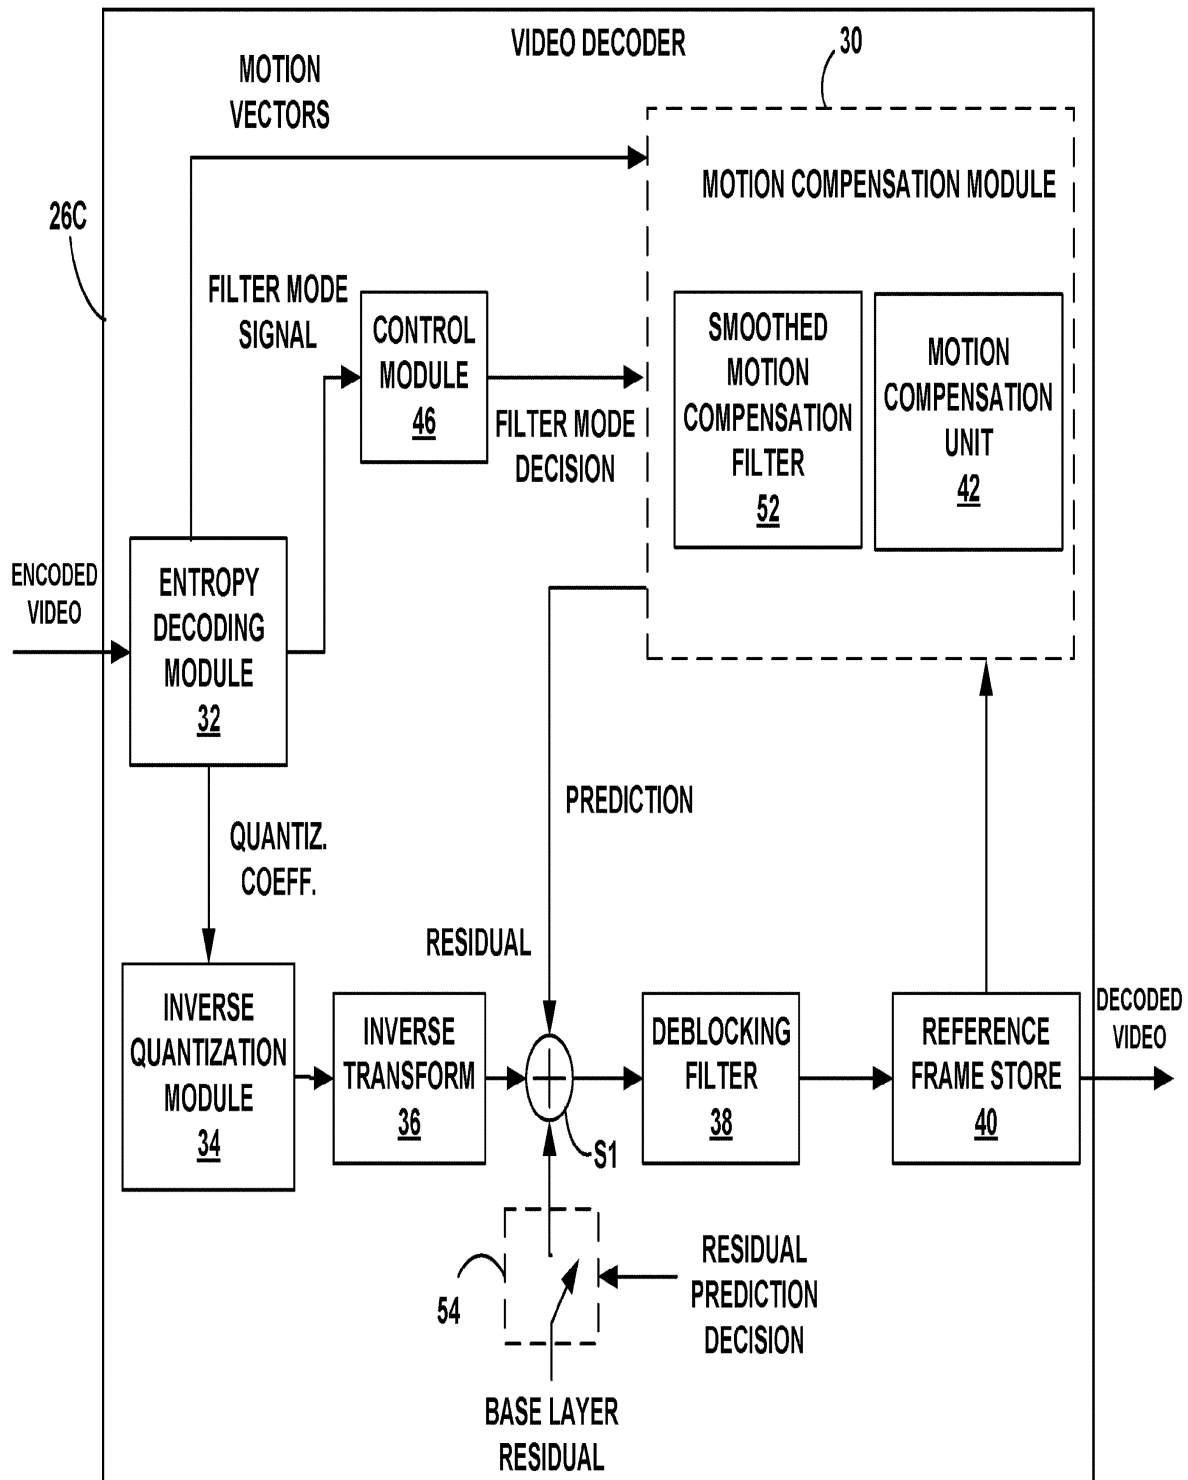 VIDEO DECODER
30
MOTION
VECTORS
MOTION COMPENSATION MODULE
26C
FILTER MODE
SIGNAL
CONTROL
MODULE
46
FILTER MODE
DECISION
SMOOTHED
MOTION
COMPENSATION
FILTER
52
MOTION
COMPENSATION
UNIT
42
ENCODED
VIDEO
ENTROPY
DECODING
MODULE
32
PREDICTION
QUANTIZ.
COEFF.
RESIDUAL
INVERSE
QUANTIZATION
MODULE
34
INVERSE
TRANSFORM
36
S1
DEBLOCKING
FILTER
38
REFERENCE
FRAME STORE
40
DECODED
VIDEO
54
RESIDUAL
PREDICTION
DECISION
BASE LAYER
RESIDUAL